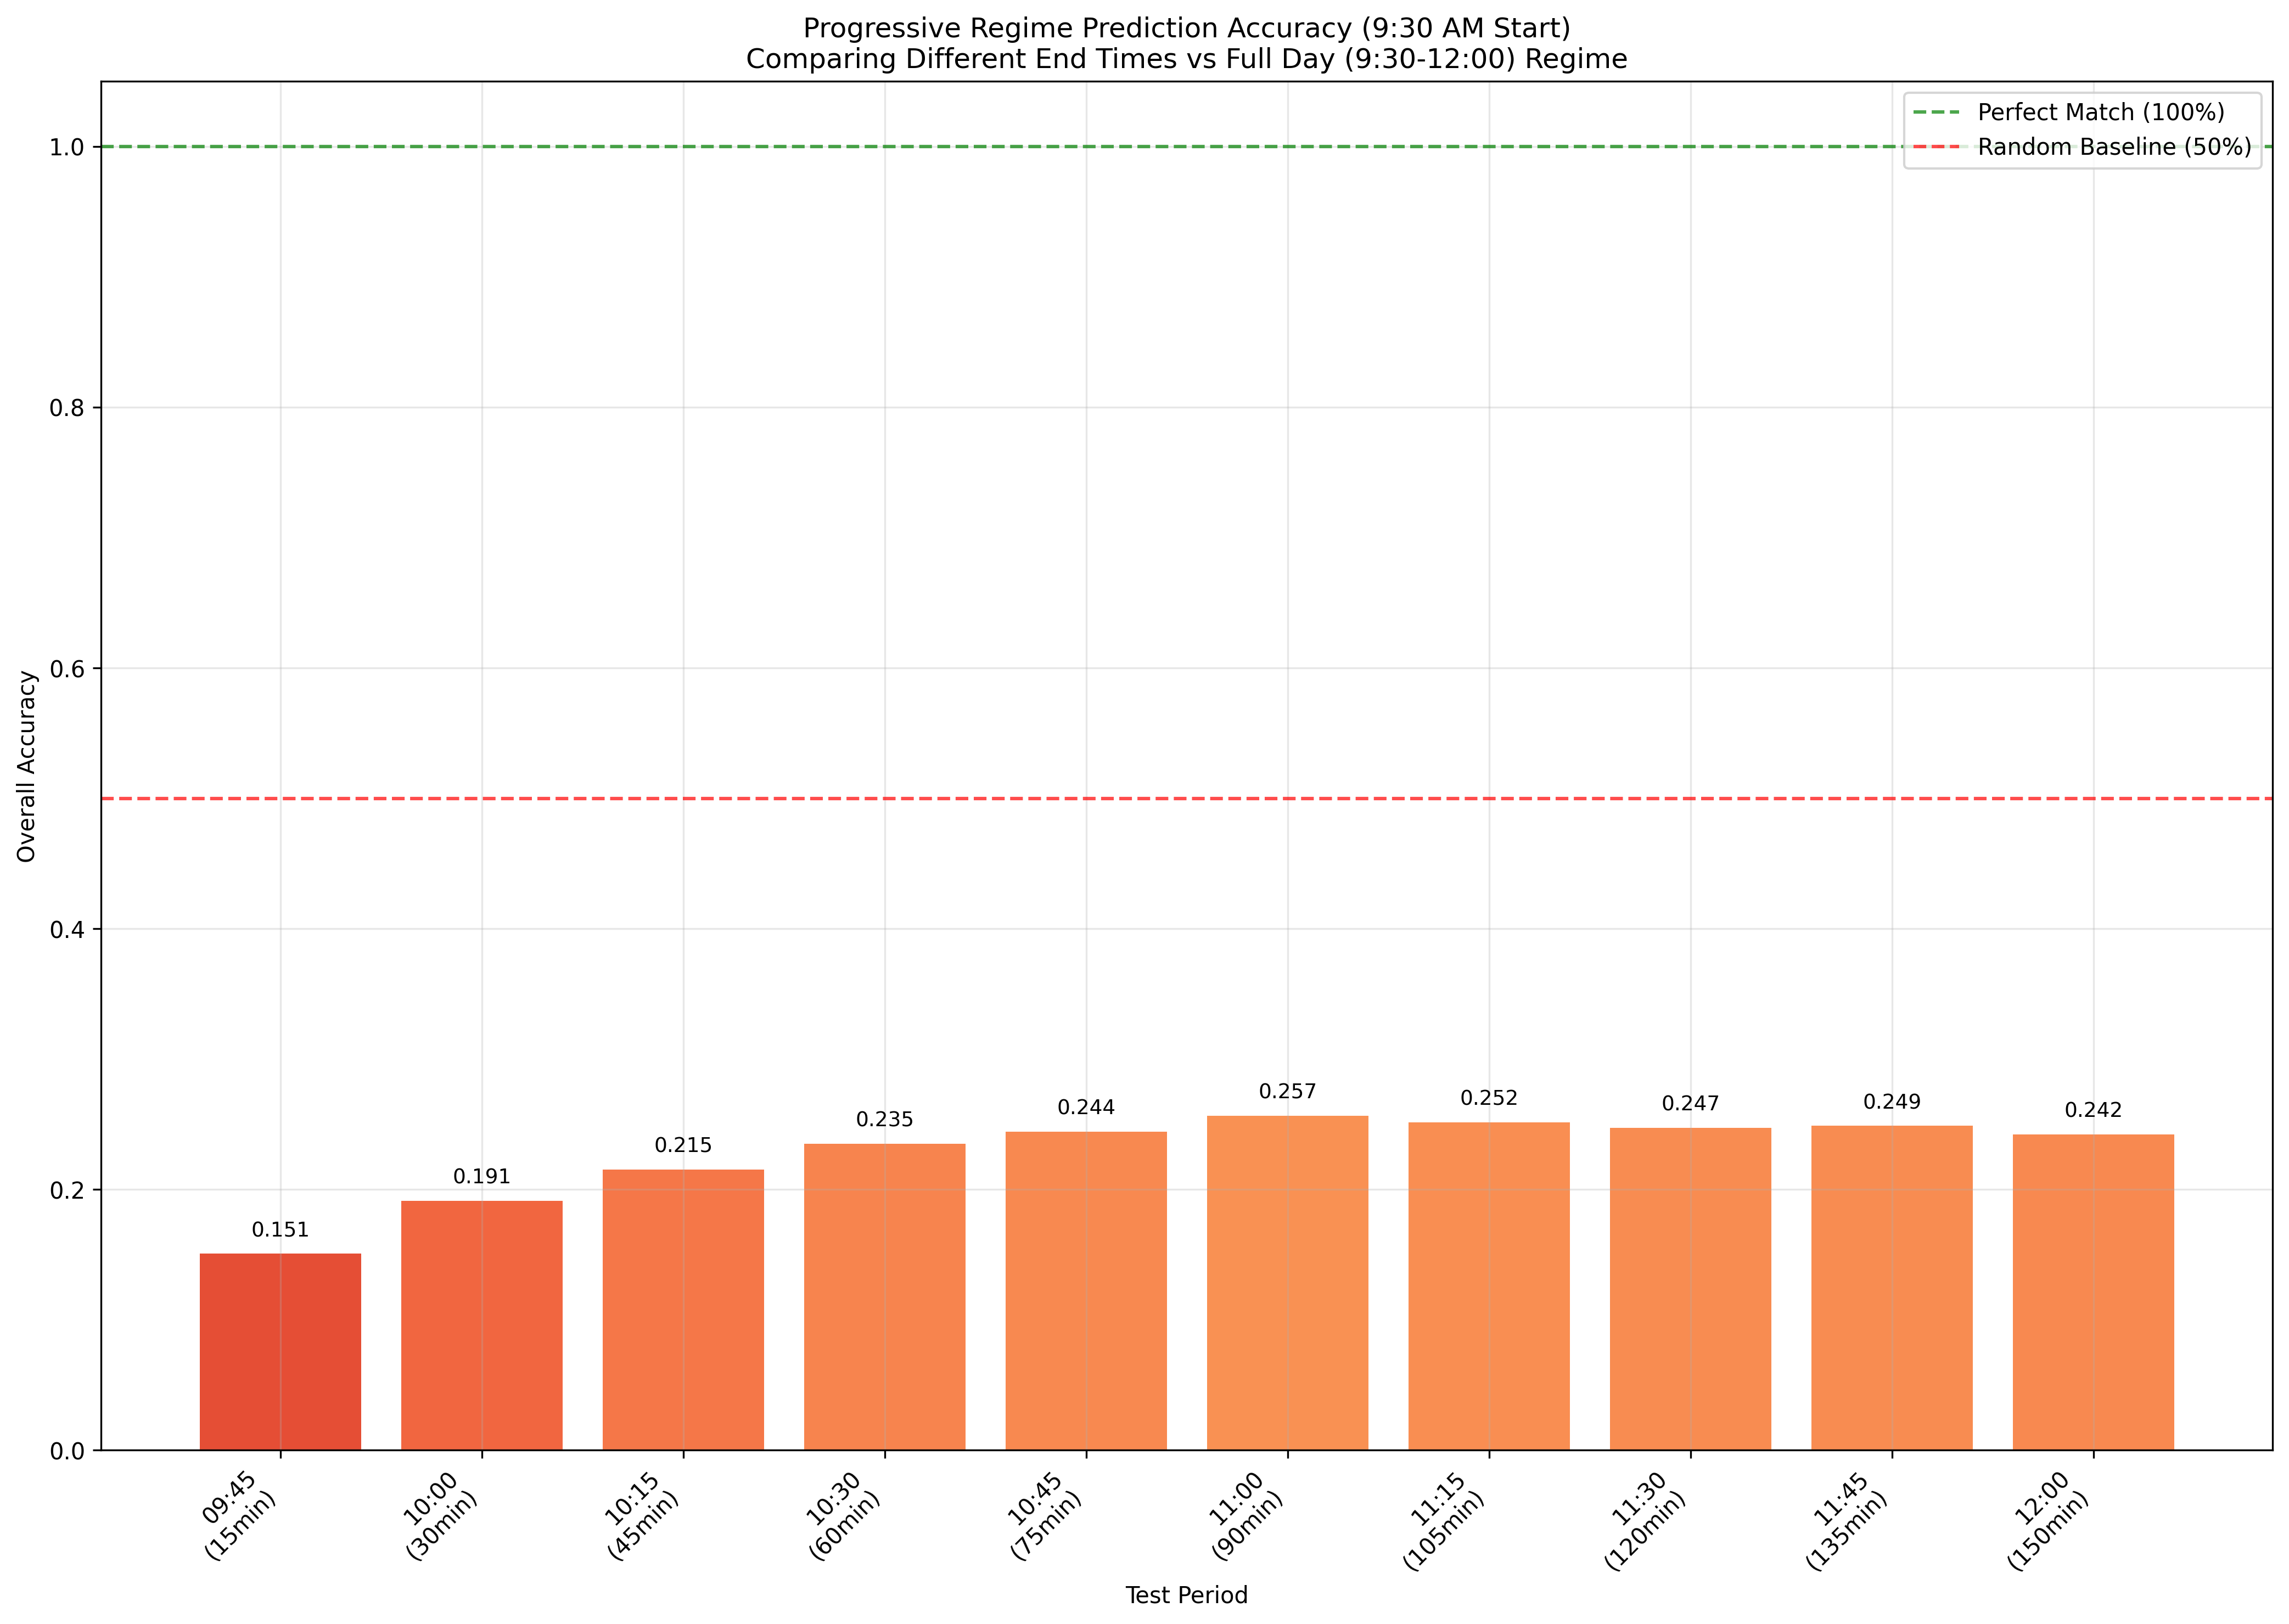 Progressive Regime Prediction Accuracy (9:30 AM Start)
Comparing Different End Times vs Full Day (9:30-12:00) Regime
Perfect Match (100%)
Random Baseline (50%)
Overall Accuracy
1.0
0.8
0.6
0.4
0.2
0.0
0.151
0.191
0.215
0.235
0.244
0.257
0.252
0.247
0.249
0.242
09:45
(15min)
10:00
(30min)
10:15
(45min)
10:30
(60min)
10:45
(75min)
11:00
(90min)
11:15
(105min)
11:30
(120min)
11:45
(135min)
12:00
(150min)
Test Period